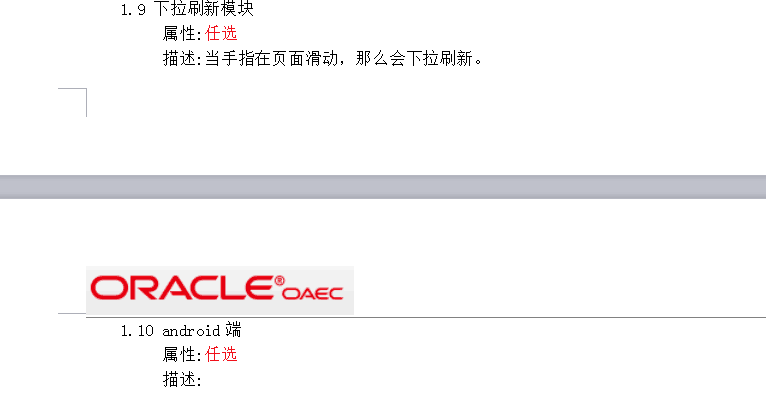 1.9 下拉刷新模块
属性:任选
描述:当手指在页面滑动，那么会下拉刷新。
ORACLE® OAEC
1.10 android 端
属性:任选
描述: